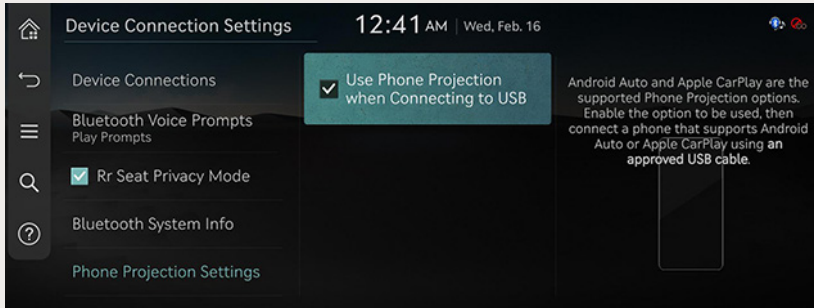 Device Connection Settings
12:41 AM | Wed, Feb. 16
Device Connections
Bluetooth Voice Prompts
Play Prompts
Rr Seat Privacy Mode
Bluetooth System Info
Phone Projection Settings
Use Phone Projection
when Connecting to USB
Android Auto and Apple CarPlay are the
supported Phone Projection options.
Enable the option to be used, then
connect a phone that supports Android
Auto or Apple CarPlay using an
approved USB cable.